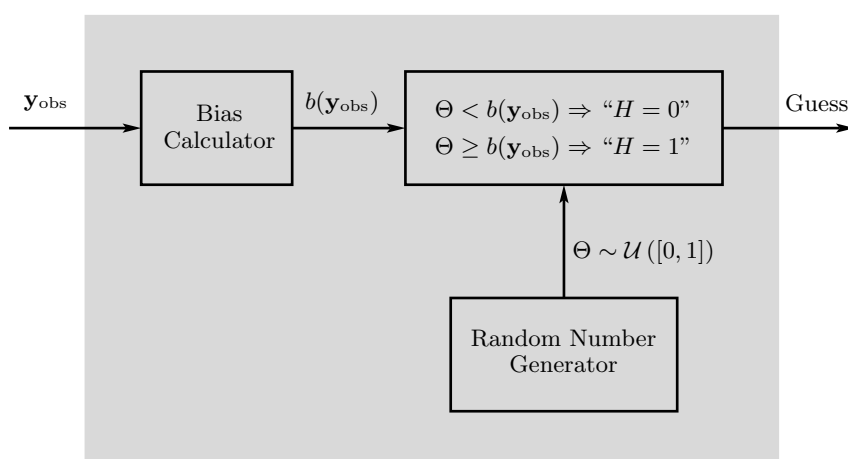 y_obs
Bias
Calculator
b(y_obs)
Θ < b(y_obs) ⇒ “H = 0”
Θ ≥ b(y_obs) ⇒ “H = 1”
Guess
Θ ∼ 𝒰 ([0, 1])
Random Number
Generator